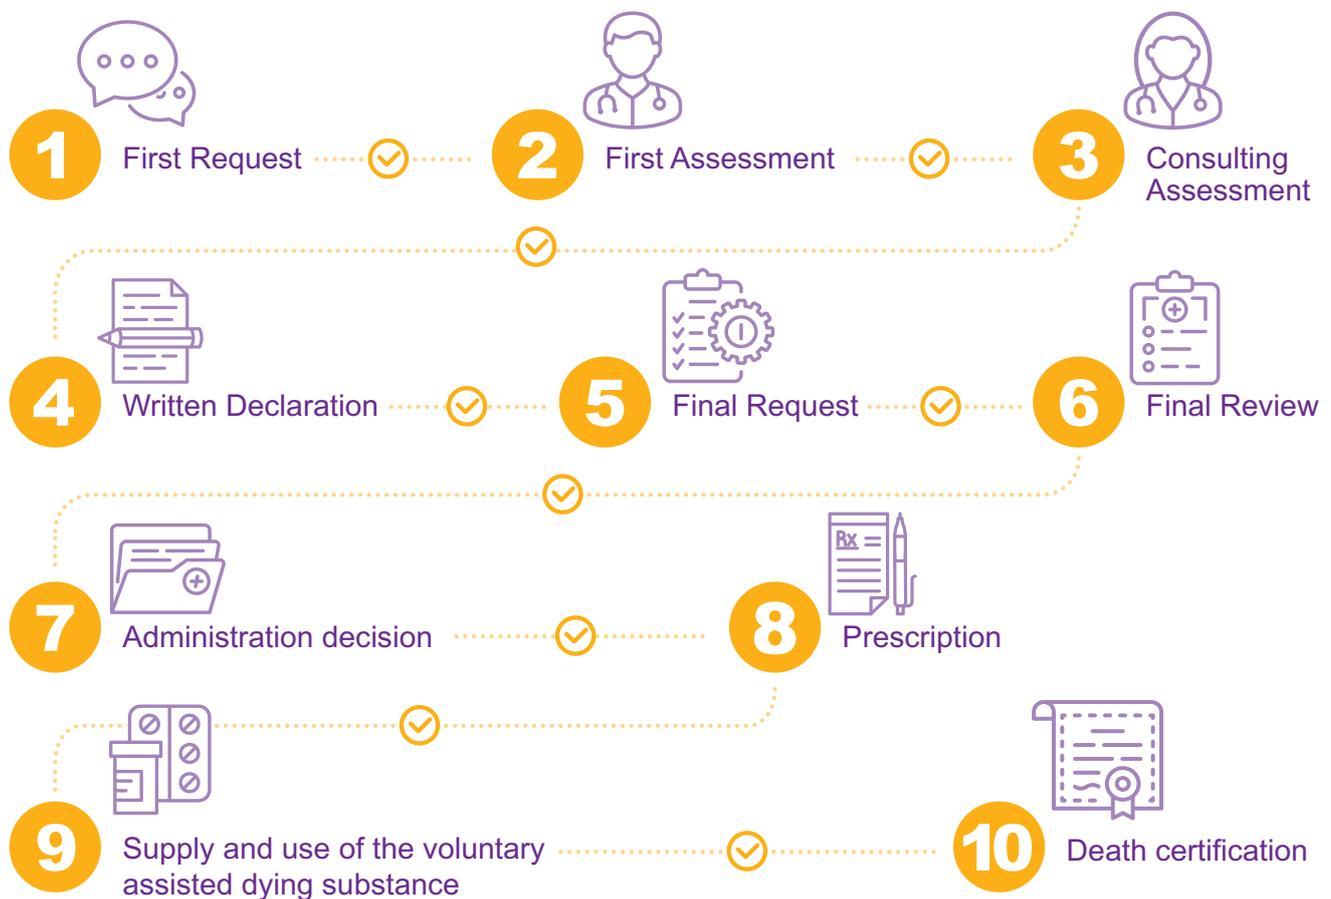 1 First Request
2 First Assessment
3 Consulting
Assessment
4 Written Declaration
5 Final Request
6 Final Review
7 Administration decision
Rx
8 Prescription
9 Supply and use of the voluntary
assisted dying substance
10 Death certification